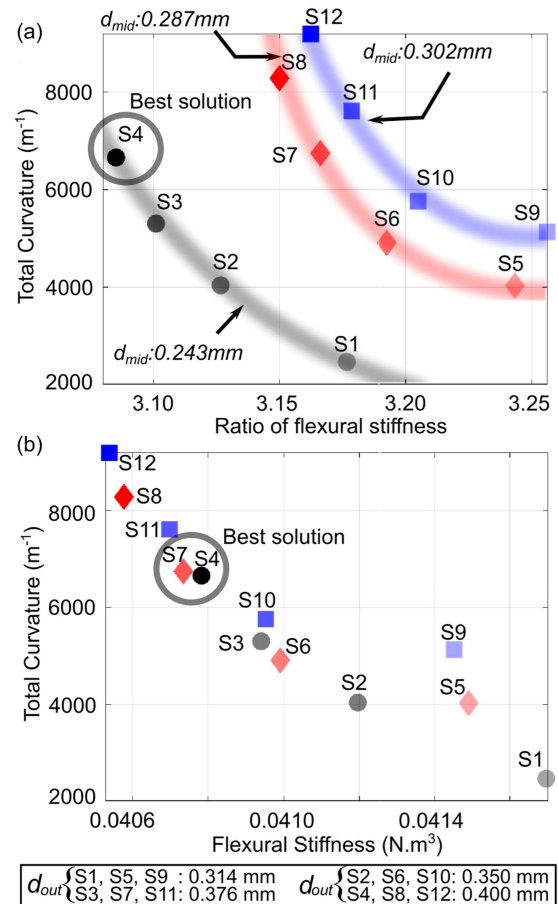 (a)
d_mid:0.287mm
S12
S8
d_mid:0.302mm
Best solution
S11
S4
S7
S10
S3
S6
S9
S2
S5
d_mid:0.243mm
S1
8000
6000
4000
2000
Total Curvature (m⁻¹)
3.10 3.15 3.20 3.25
Ratio of flexural stiffness
(b)
S12
S8
S11
Best solution
S7 S4
S10
S3 S6
S9
S2
S5
S1
8000
6000
4000
2000
Total Curvature (m⁻¹)
0.0406 0.0410 0.0414
Flexural Stiffness (N.m³)
d_out { S1, S5, S9 : 0.314 mm
S3, S7, S11: 0.376 mm
d_out { S2, S6, S10: 0.350 mm
S4, S8, S12: 0.400 mm